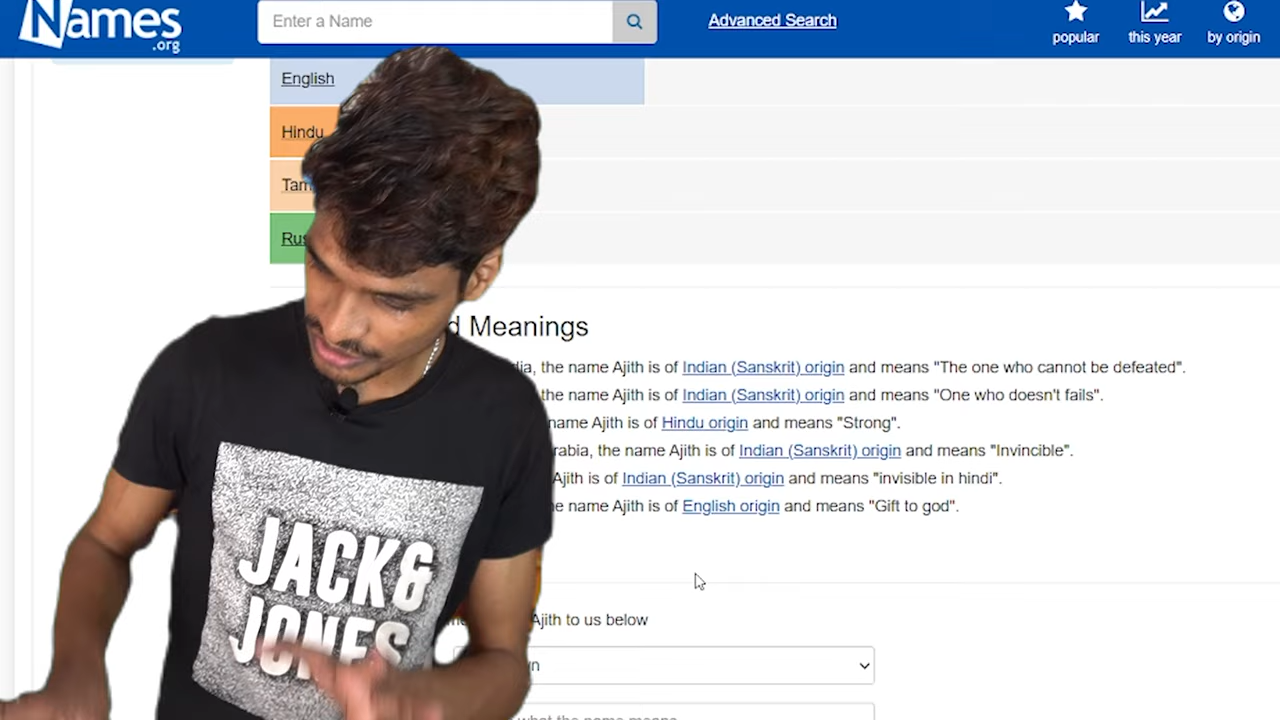 Names
.org
Enter a Name
Advanced Search
popular
this year
by origin
English
Hindu
Meanings
the name Ajith is of Indian (Sanskrit) origin and means "The one who cannot be defeated".
the name Ajith is of Indian (Sanskrit) origin and means "One who doesn't fails".
name Ajith is of Hindu origin and means "Strong".
the name Ajith is of Indian (Sanskrit) origin and means "Invincible".
Ajith is of Indian (Sanskrit) origin and means "invisible in hindi".
name Ajith is of English origin and means "Gift to god".
Ajith to us below
JACK&
JONES